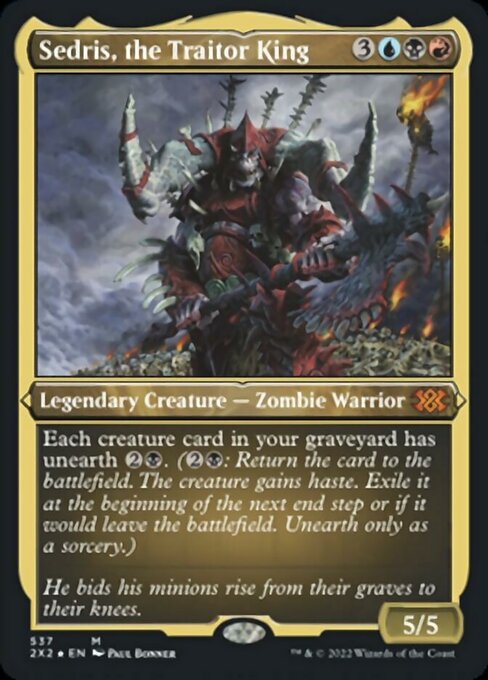 Sedris, the Traitor King 3
Legendary Creature — Zombie Warrior
Each creature card in your graveyard has
unearth 2. (2: Return the card to the
battlefield. The creature gains haste. Exile it
at the beginning of the next end step or if it
would leave the battlefield. Unearth only as
a sorcery.)
He bids his minions rise from their graves to
their knees.
5/5
537 M
2X2 ★ EN Paul Bonner
™ & © 2022 Wizards of the Coast